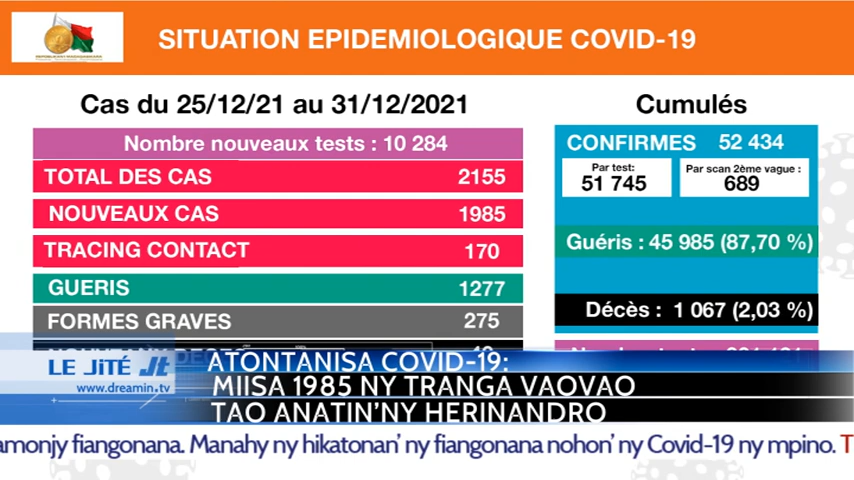 SITUATION EPIDEMIOLOGIQUE COVID-19
Cas du 25/12/21 au 31/12/2021
Nombre nouveaux tests : 10 284
TOTAL DES CAS 2155
NOUVEAUX CAS 1985
TRACING CONTACT 170
GUERIS 1277
FORMES GRAVES 275
Cumulés
CONFIRMES 52 434
Par test:
51 745
Par scan 2ème vague :
689
Guéris : 45 985 (87,70 %)
Décès : 1 067 (2,03 %)
LE JiTÉ Jt
www.dreamin.tv
ATONTANISA COVID-19:
MIISA 1985 NY TRANGA VAOVAO
TAO ANATIN'NY HERINANDRO
amonjy fiangonana. Manahy ny hikatonan' ny fiangonana nohon' ny Covid-19 ny mpino. T